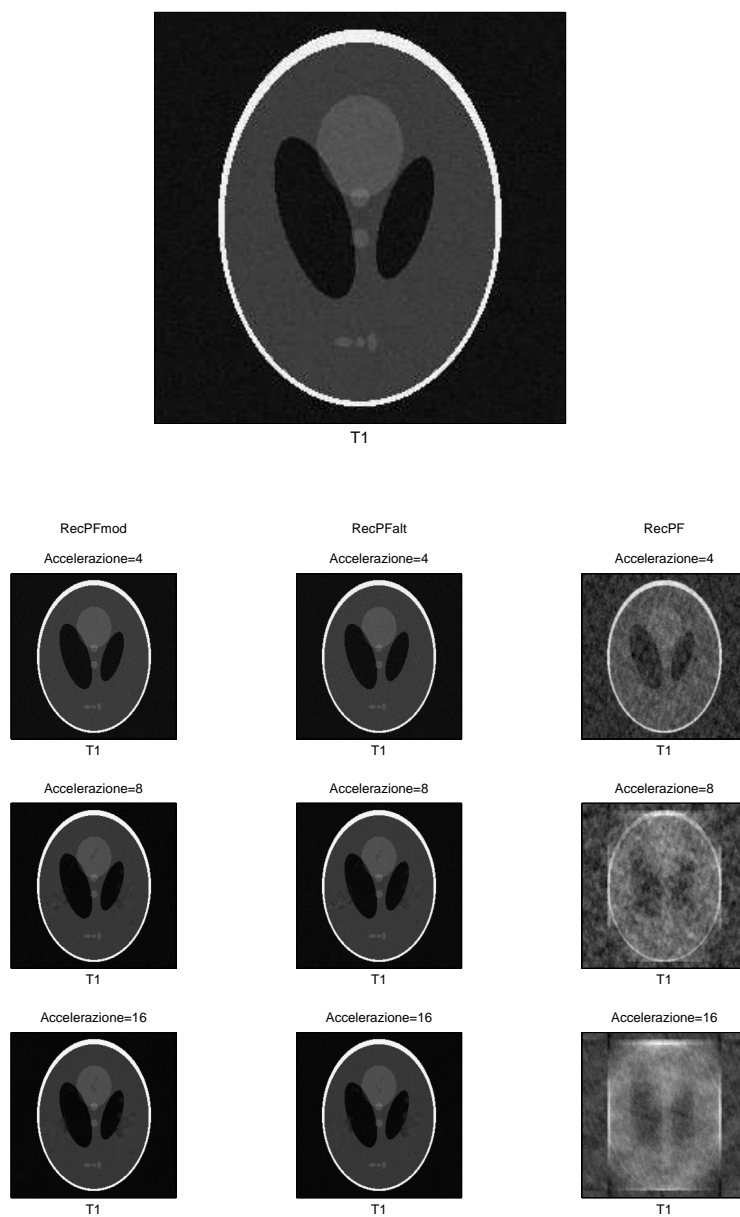 T1
RecPFmod RecPFalt RecPF
Accelerazione=4 Accelerazione=4 Accelerazione=4
T1 T1 T1
Accelerazione=8 Accelerazione=8 Accelerazione=8
T1 T1 T1
Accelerazione=16 Accelerazione=16 Accelerazione=16
T1 T1 T1